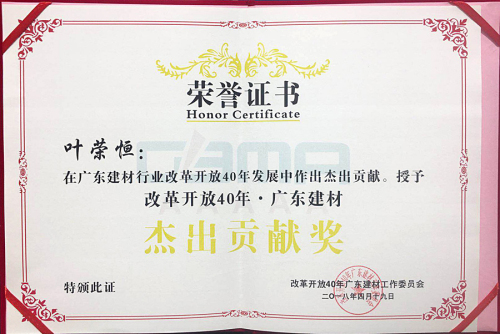 荣誉证书
Honor Certificate
叶荣恒：
在广东建材行业改革开放40年发展中作出杰出贡献。授予
改革开放40年·广东建材
杰出贡献奖
特颁此证
改革开放40年广东建材工作委员会
二〇一八年四月十九日